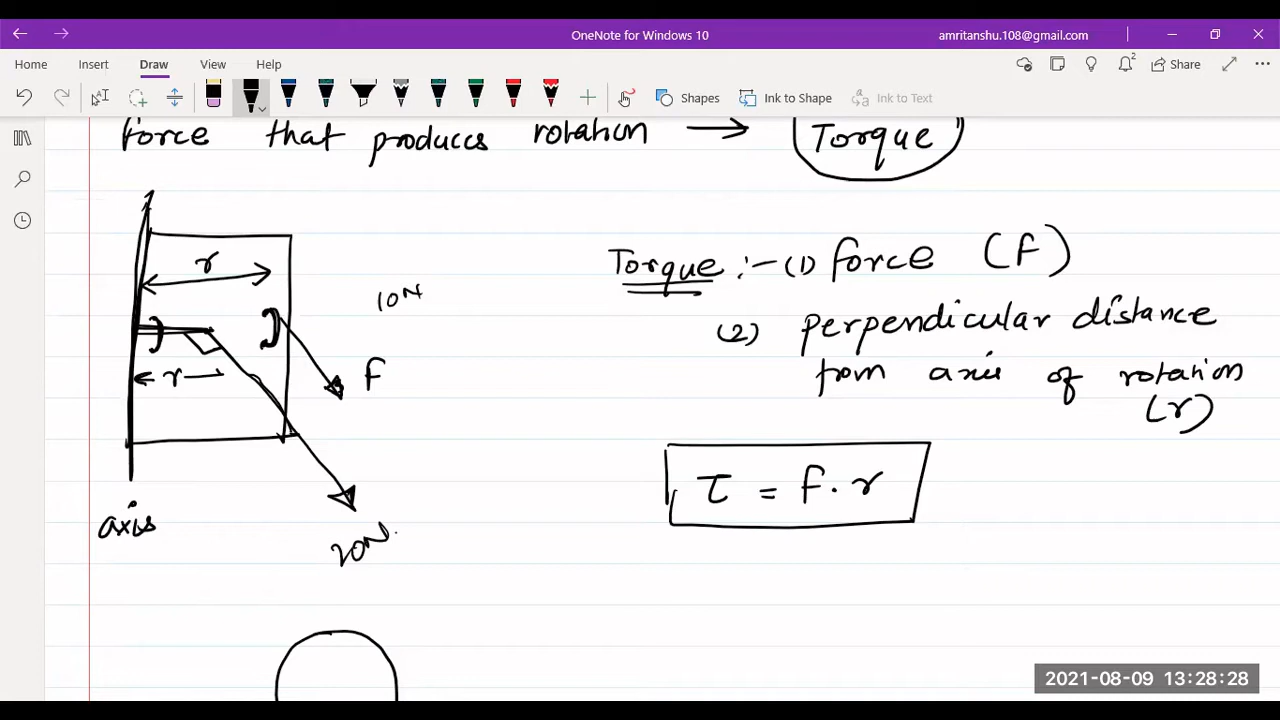 OneNote for Windows 10
amritanshu.108@gmail.com
Home Insert Draw View Help
Share
Shapes Ink to Shape Ink to Text
force that produces rotation → Torque
r
10N
r
F
axis
20N
Torque :- (1) force (F)
(2) perpendicular distance
from axis of rotation
(r)
τ = F · r
2021-08-09 13:28:28